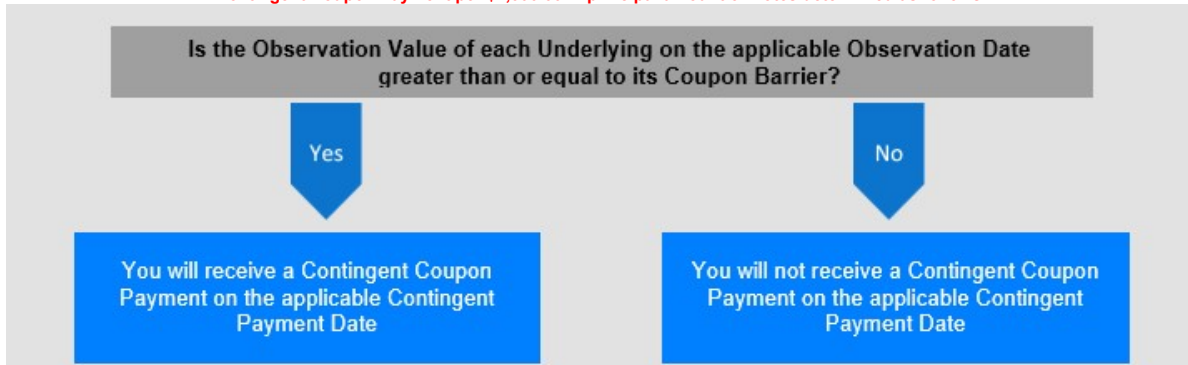 Is the Observation Value of each Underlying on the applicable Observation Date
greater than or equal to its Coupon Barrier?
Yes
No
You will receive a Contingent Coupon
Payment on the applicable Contingent
Payment Date
You will not receive a Contingent Coupon
Payment on the applicable Contingent
Payment Date